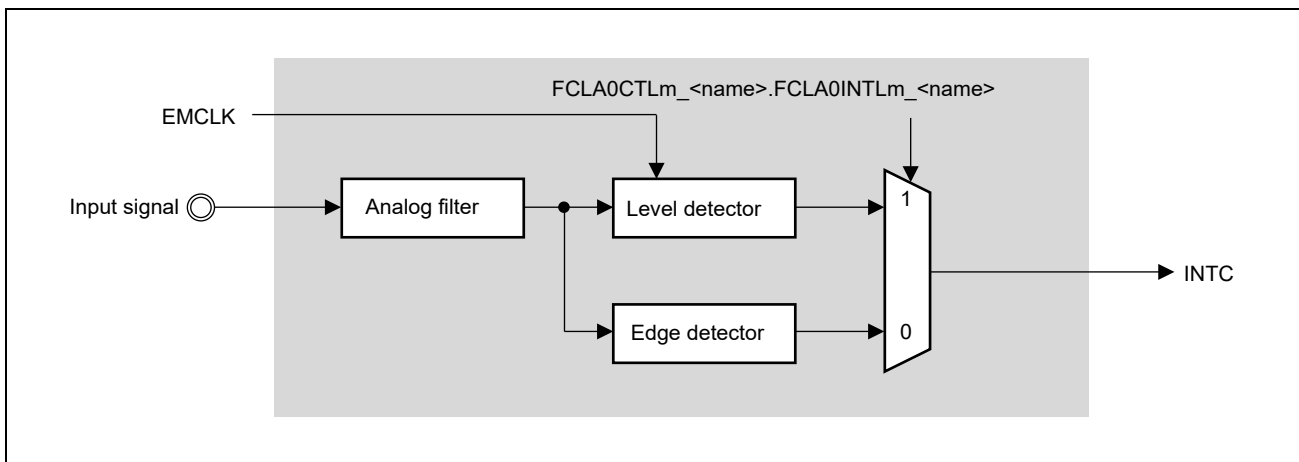 FCLA0CTLm_<name>.FCLA0INTLm_<name>
EMCLK
Input signal
Analog filter
Level detector
1
INTC
Edge detector
0